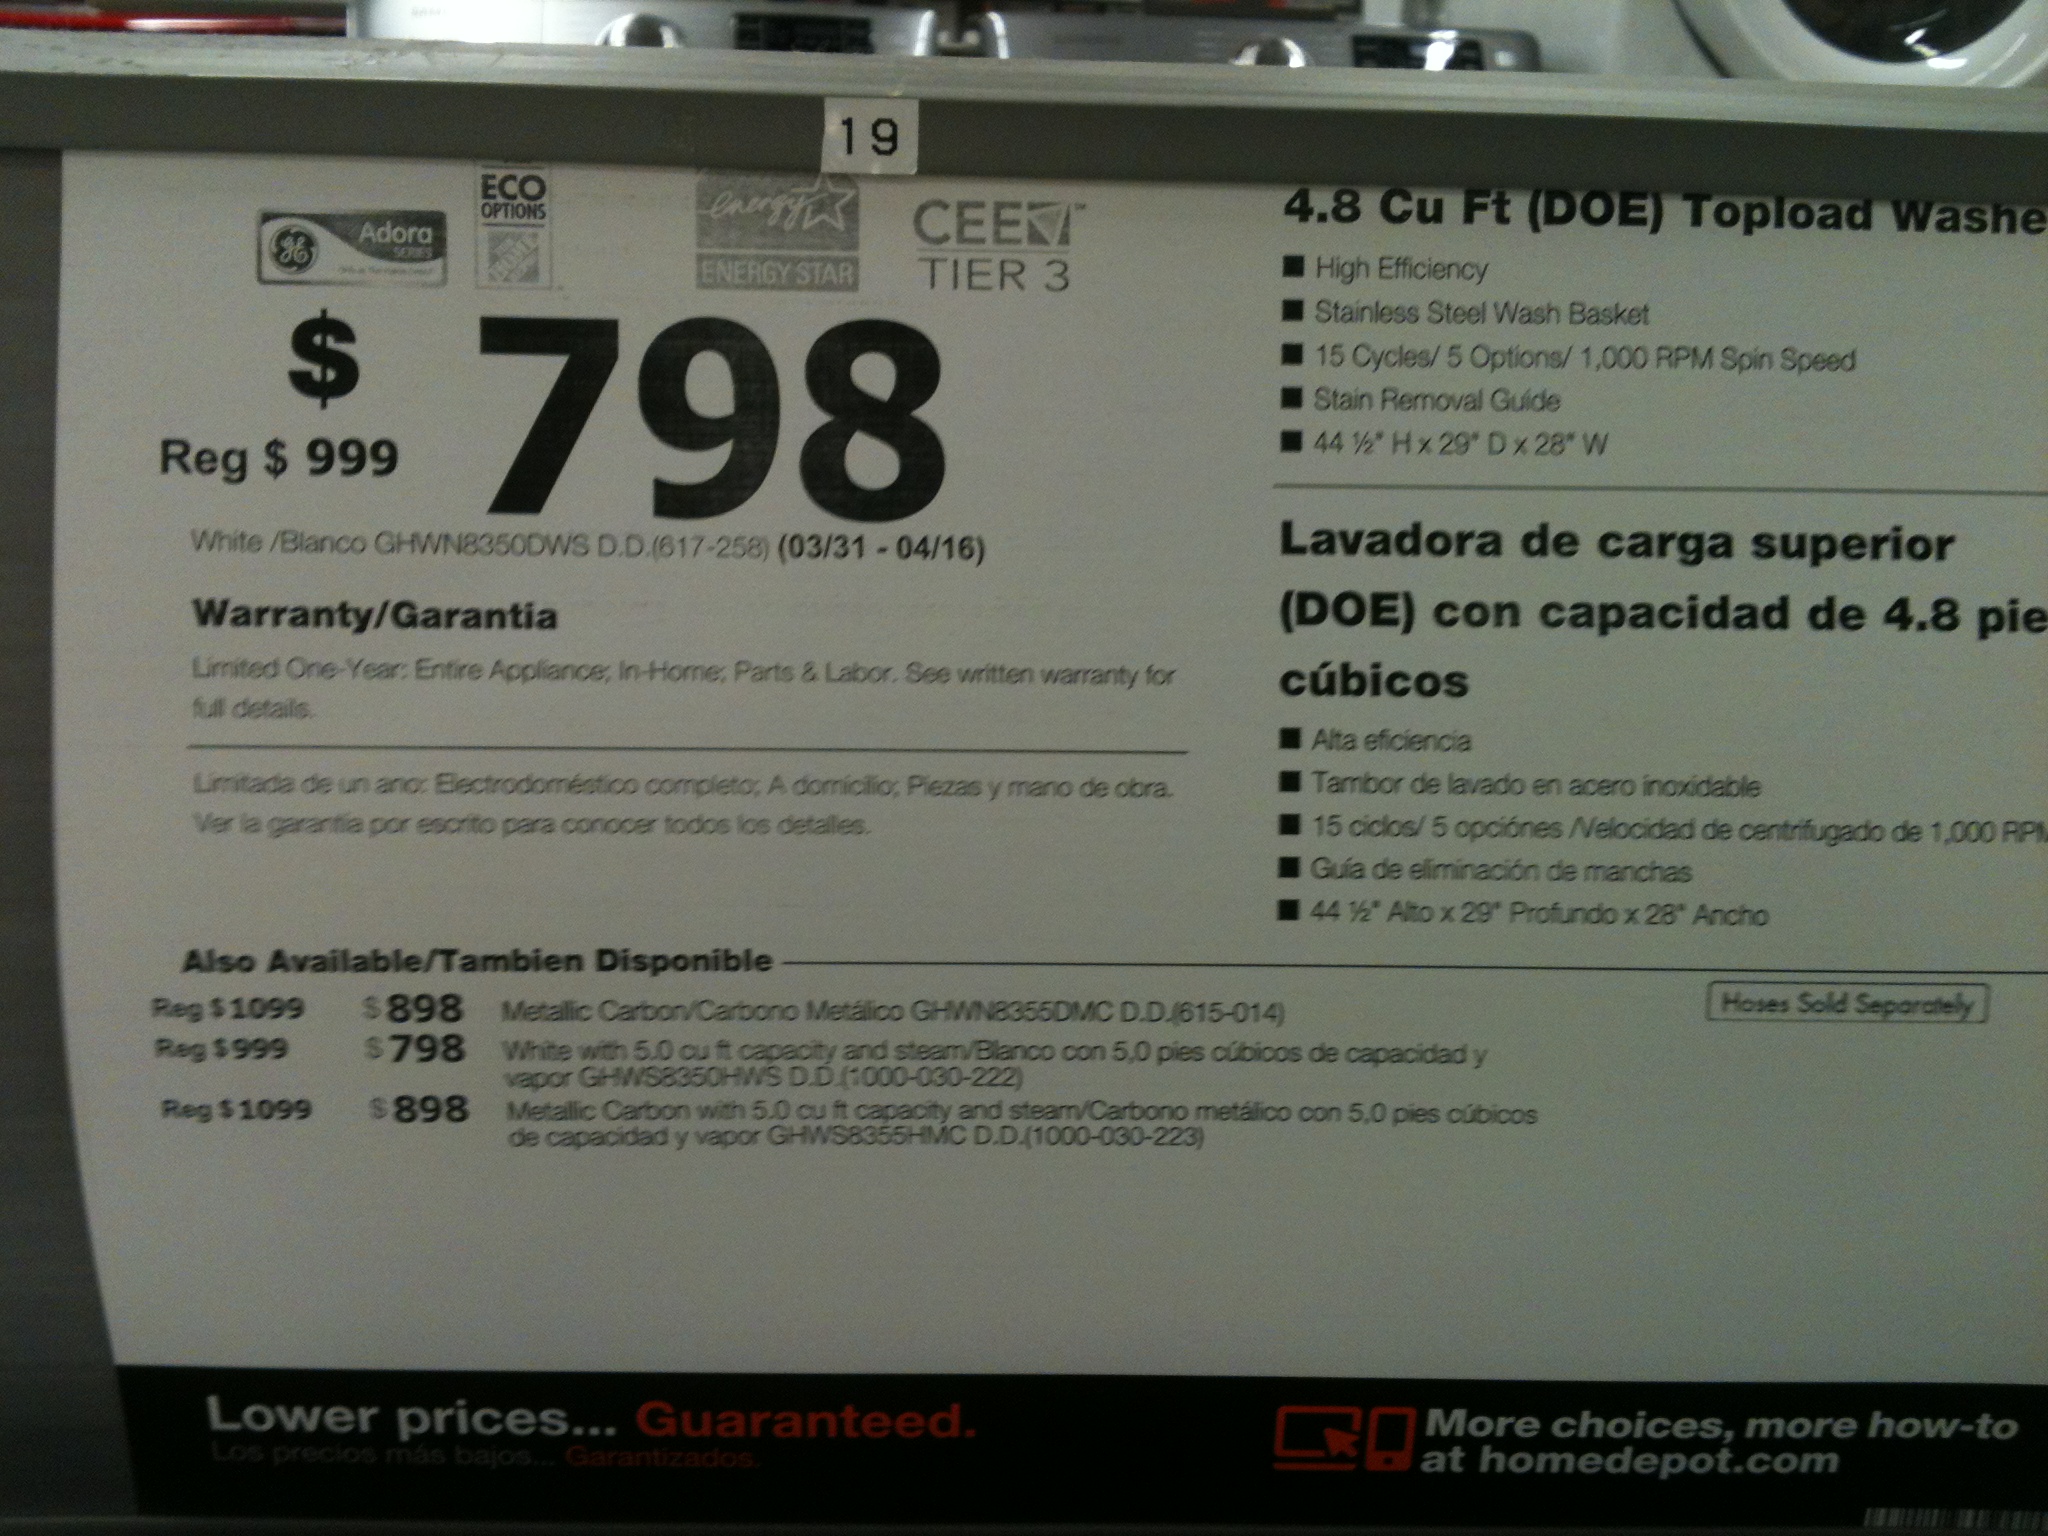 19
Adora
SERIES
ECO
OPTIONS
energy
ENERGY STAR
CEE
TIER 3
$ 798
Reg $ 999
White /Blanco GHWN8350DWS D.D.(617-258) (03/31 - 04/16)
Warranty/Garantia
Limited One-Year: Entire Appliance; In-Home; Parts & Labor. See written warranty for
full details.
Limitada de un ano: Electrodoméstico completo; A domicilio; Piezas y mano de obra.
Ver la garantía por escrito para conocer todos los detalles.
4.8 Cu Ft (DOE) Topload Washe
■ High Efficiency
■ Stainless Steel Wash Basket
■ 15 Cycles/ 5 Options/ 1,000 RPM Spin Speed
■ Stain Removal Guide
■ 44 ½" H x 29" D x 28" W
Lavadora de carga superior
(DOE) con capacidad de 4.8 pie
cúbicos
■ Alta eficiencia
■ Tambor de lavado en acero inoxidable
■ 15 ciclos/ 5 opciónes /Velocidad de centrifugado de 1,000 RPM
■ Guía de eliminación de manchas
■ 44 ½" Alto x 29" Profundo x 28" Ancho
Also Available/Tambien Disponible
Hoses Sold Separately
Reg $ 1099 $ 898 Metallic Carbon/Carbono Metálico GHWN8355DMC D.D.(615-014)
Reg $ 999 $ 798 White with 5.0 cu ft capacity and steam/Blanco con 5,0 pies cúbicos de capacidad y
vapor GHWS8350HWS D.D.(1000-030-222)
Reg $ 1099 $ 898 Metallic Carbon with 5.0 cu ft capacity and steam/Carbono metálico con 5,0 pies cúbicos
de capacidad y vapor GHWS8355HMC D.D.(1000-030-223)
Lower prices... Guaranteed.
Los precios más bajos... Garantizados.
More choices, more how-to
at homedepot.com